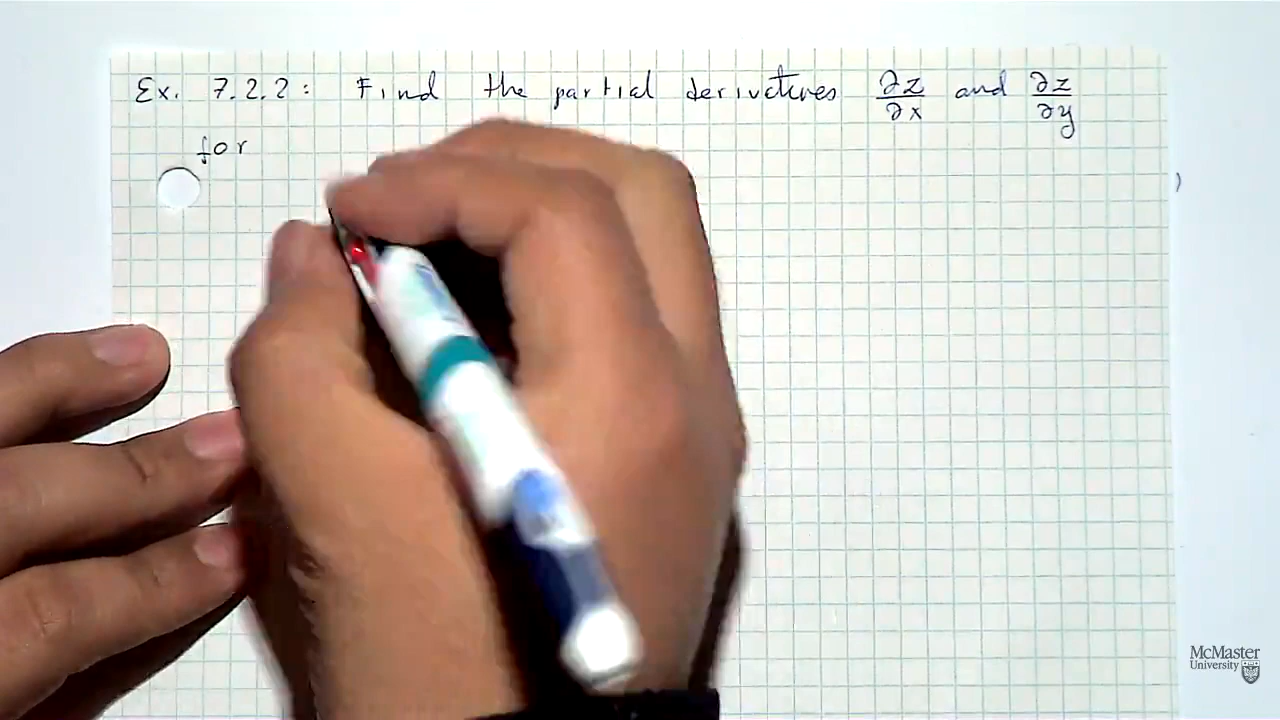 Ex. 7.2.2: Find the partial derivatives ∂z/∂x and ∂z/∂y
for
McMaster
University